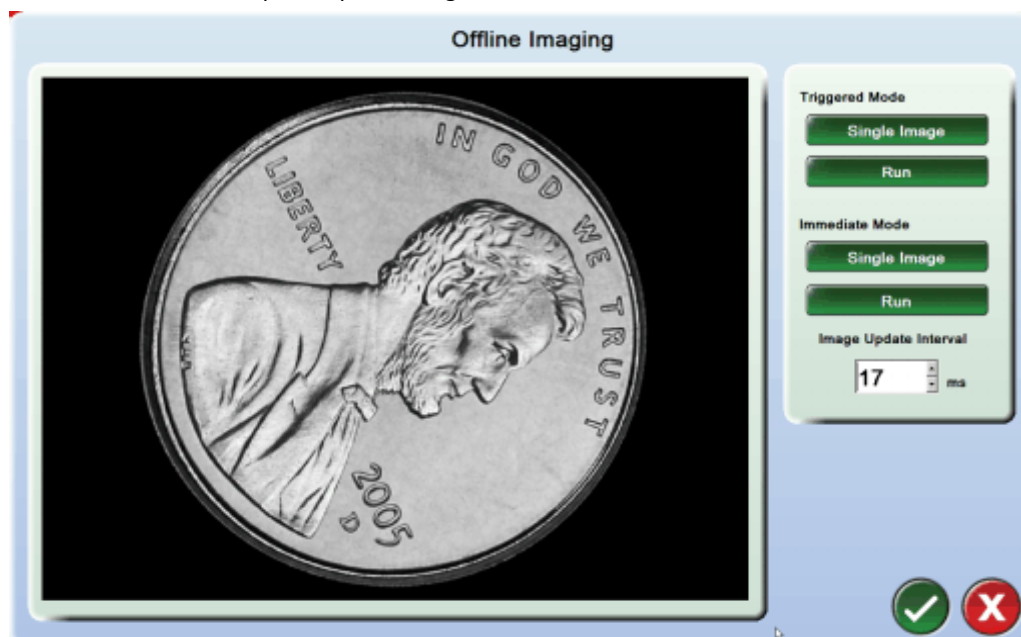 Offline Imaging
IN GOD WE TRUST
LIBERTY
2005
D
Triggered Mode
Single Image
Run
Immediate Mode
Single Image
Run
Image Update Interval
17 ms